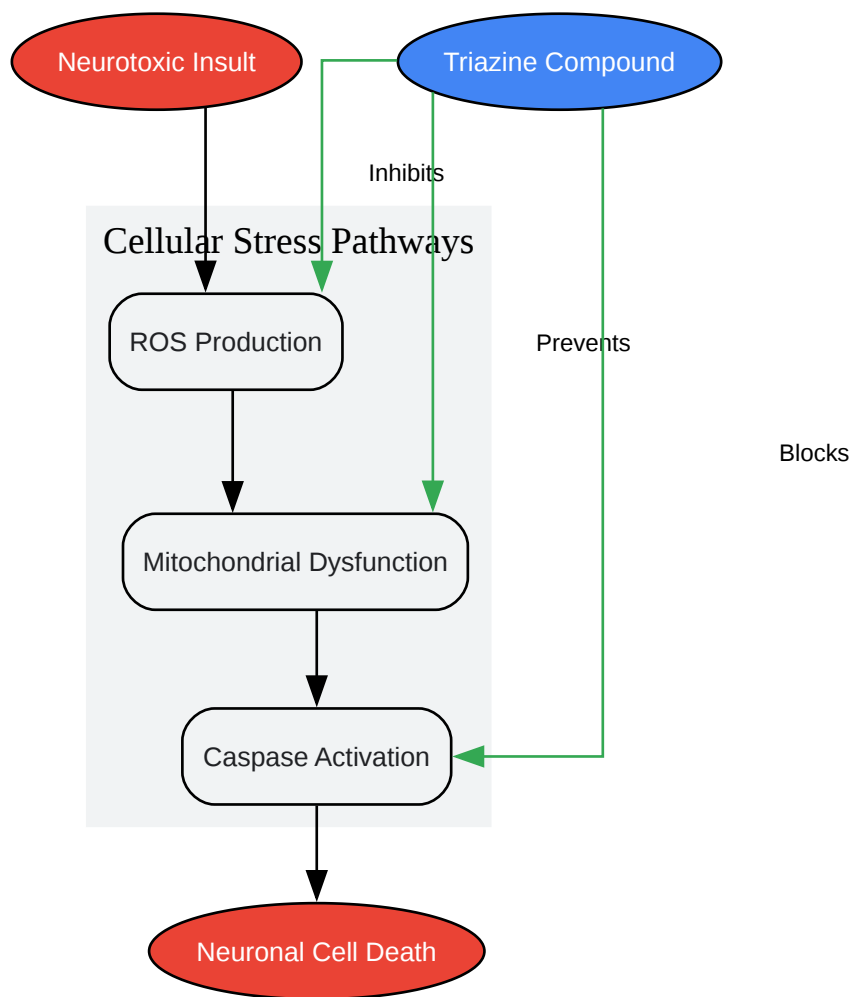 Neurotoxic Insult
Triazine Compound
Inhibits
Cellular Stress Pathways
ROS Production
Prevents
Blocks
Mitochondrial Dysfunction
Caspase Activation
Neuronal Cell Death